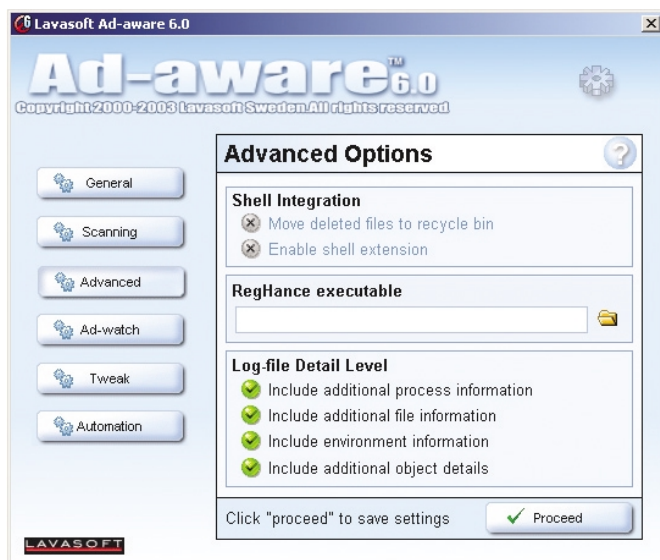 Lavasoft Ad-aware 6.0
Ad-aware™ 6.0
Copyright 2000-2003 Lavasoft Sweden All rights reserved
General
Scanning
Advanced
Ad-watch
Tweak
Automation
Advanced Options
?
Shell Integration
Move deleted files to recycle bin
Enable shell extension
RegHance executable
Log-file Detail Level
Include additional process information
Include additional file information
Include environment information
Include additional object details
Click "proceed" to save settings
Proceed
LAVASOFT